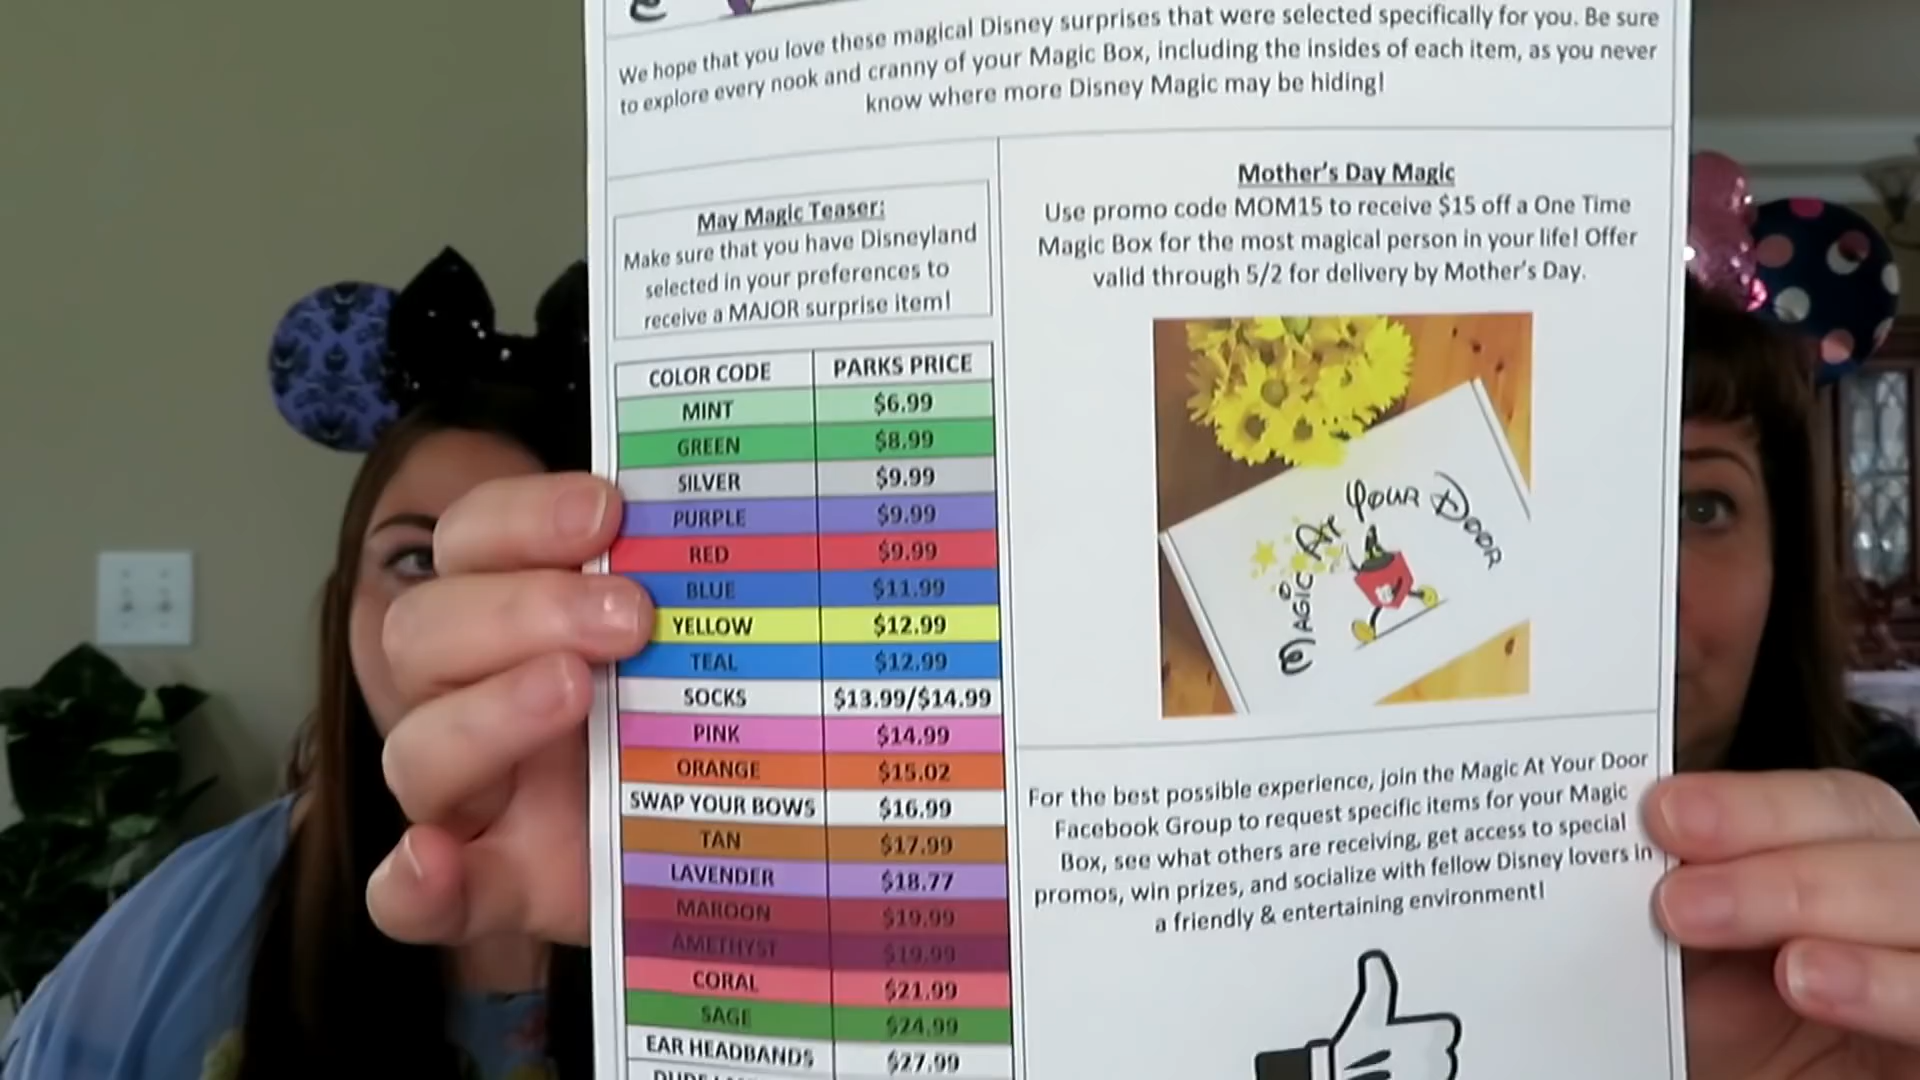 We hope that you love these magical Disney surprises that were selected specifically for you. Be sure
to explore every nook and cranny of your Magic Box, including the insides of each item, as you never
know where more Disney Magic may be hiding!
May Magic Teaser:
Make sure that you have Disneyland
selected in your preferences to
receive a MAJOR surprise item!
COLOR CODE PARKS PRICE
MINT $6.99
GREEN $8.99
SILVER $9.99
PURPLE $9.99
RED $9.99
BLUE $11.99
YELLOW $12.99
TEAL $12.99
SOCKS $13.99/$14.99
PINK $14.99
ORANGE $15.02
SWAP YOUR BOWS $16.99
TAN $17.99
LAVENDER $18.77
MAROON $19.99
AMETHYST $19.99
CORAL $21.99
SAGE $24.99
EAR HEADBANDS $27.99
Mother's Day Magic
Use promo code MOM15 to receive $15 off a One Time
Magic Box for the most magical person in your life! Offer
valid through 5/2 for delivery by Mother's Day.
Magic At Your Door
For the best possible experience, join the Magic At Your Door
Facebook Group to request specific items for your Magic
Box, see what others are receiving, get access to special
promos, win prizes, and socialize with fellow Disney lovers in
a friendly & entertaining environment!